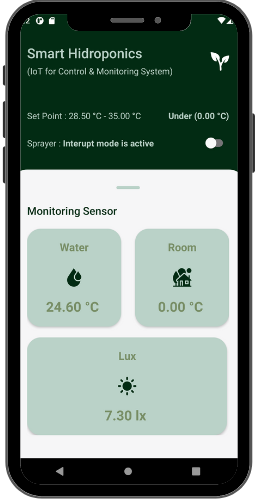 Smart Hidroponics
(IoT for Control & Monitoring System)
Set Point : 28.50 °C - 35.00 °C Under (0.00 °C)
Sprayer : Interupt mode is active
Monitoring Sensor
Water Room
24.60 °C 0.00 °C
Lux
7.30 lx